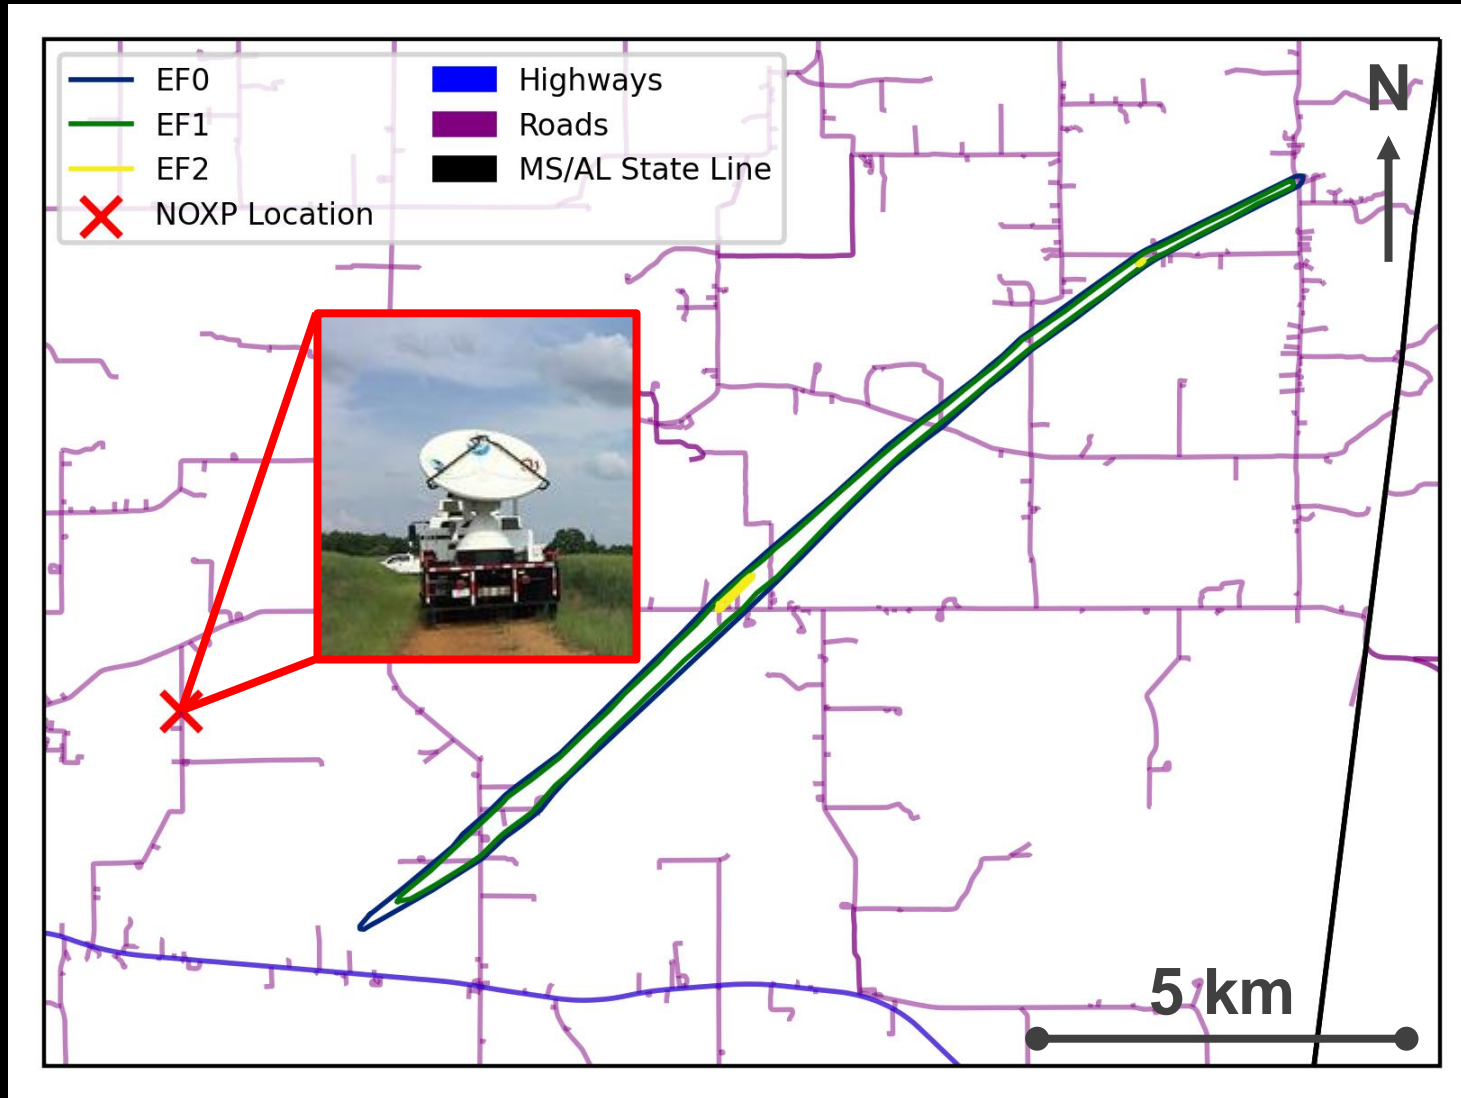 EF0
EF1
EF2
NOXP Location
Highways
Roads
MS/AL State Line
N
5 km